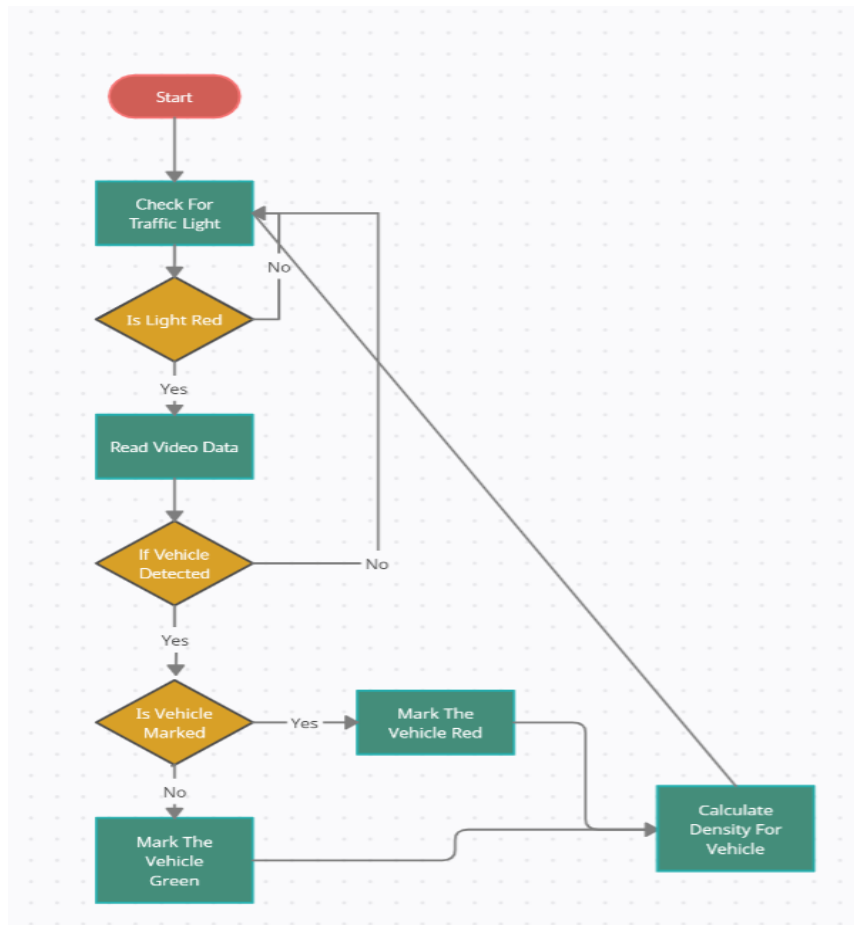 Start
Check For
Traffic Light
No
Is Light Red
Yes
Read Video Data
If Vehicle
Detected
No
Yes
Is Vehicle
Marked
Yes
Mark The
Vehicle Red
No
Mark The
Vehicle
Green
Calculate
Density For
Vehicle